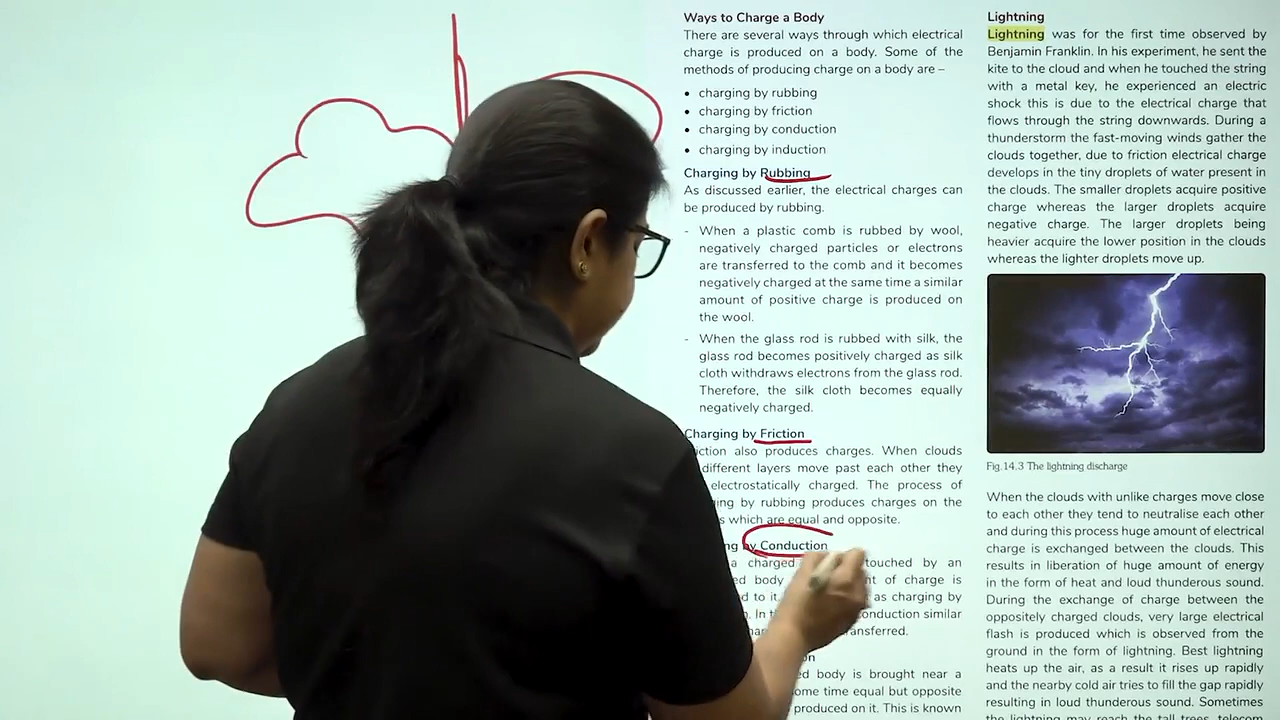 Ways to Charge a Body
There are several ways through which electrical
charge is produced on a body. Some of the
methods of producing charge on a body are –
• charging by rubbing
• charging by friction
• charging by conduction
• charging by induction
Charging by Rubbing
As discussed earlier, the electrical charges can
be produced by rubbing.
- When a plastic comb is rubbed by wool,
negatively charged particles or electrons
are transferred to the comb and it becomes
negatively charged at the same time a similar
amount of positive charge is produced on
the wool.
- When the glass rod is rubbed with silk, the
glass rod becomes positively charged as silk
cloth withdraws electrons from the glass rod.
Therefore, the silk cloth becomes equally
negatively charged.
Charging by Friction
also produces charges. When clouds
different layers move past each other they
electrostatically charged. The process of
by rubbing produces charges on the
which are equal and opposite.
by Conduction
a charged touched by an
body of charge is
to it as charging by
In conduction similar
transferred.
body is brought near a
some time equal but opposite
produced on it. This is known
Lightning
Lightning was for the first time observed by
Benjamin Franklin. In his experiment, he sent the
kite to the cloud and when he touched the string
with a metal key, he experienced an electric
shock this is due to the electrical charge that
flows through the string downwards. During a
thunderstorm the fast-moving winds gather the
clouds together, due to friction electrical charge
develops in the tiny droplets of water present in
the clouds. The smaller droplets acquire positive
charge whereas the larger droplets acquire
negative charge. The larger droplets being
heavier acquire the lower position in the clouds
whereas the lighter droplets move up.
Fig.14.3 The lightning discharge
When the clouds with unlike charges move close
to each other they tend to neutralise each other
and during this process huge amount of electrical
charge is exchanged between the clouds. This
results in liberation of huge amount of energy
in the form of heat and loud thunderous sound.
During the exchange of charge between the
oppositely charged clouds, very large electrical
flash is produced which is observed from the
ground in the form of lightning. Best lightning
heats up the air, as a result it rises up rapidly
and the nearby cold air tries to fill the gap rapidly
resulting in loud thunderous sound. Sometimes
the lightning may reach the tall trees, telecom